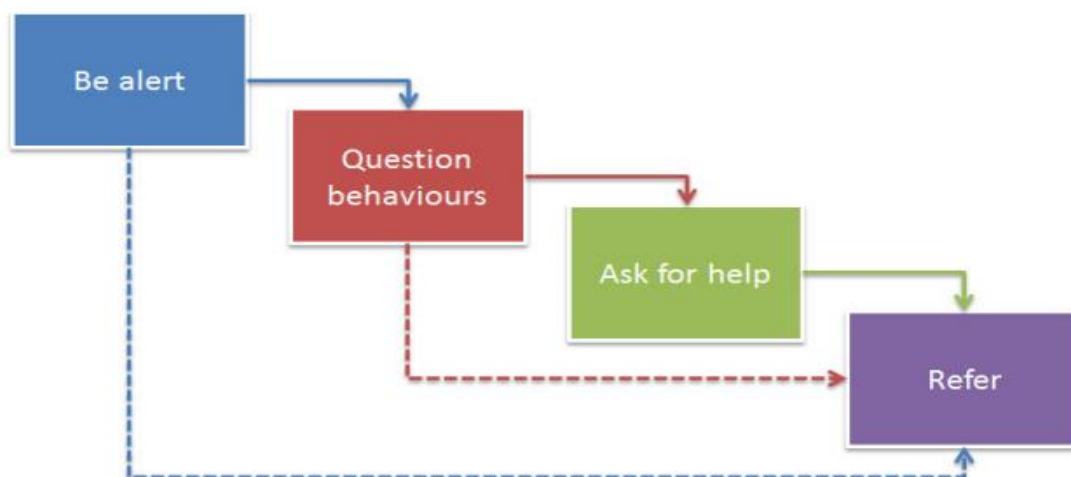 Be alert
Question
behaviours
Ask for help
Refer